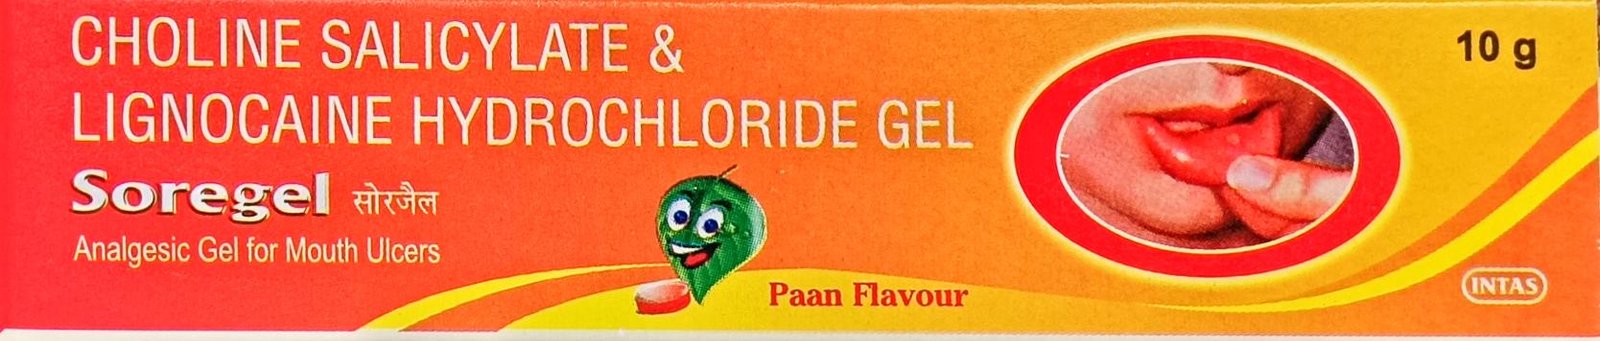 CHOLINE SALICYLATE &
LIGNOCAINE HYDROCHLORIDE GEL
Soregel सोरजैल
Analgesic Gel for Mouth Ulcers
Paan Flavour
10 g
INTAS